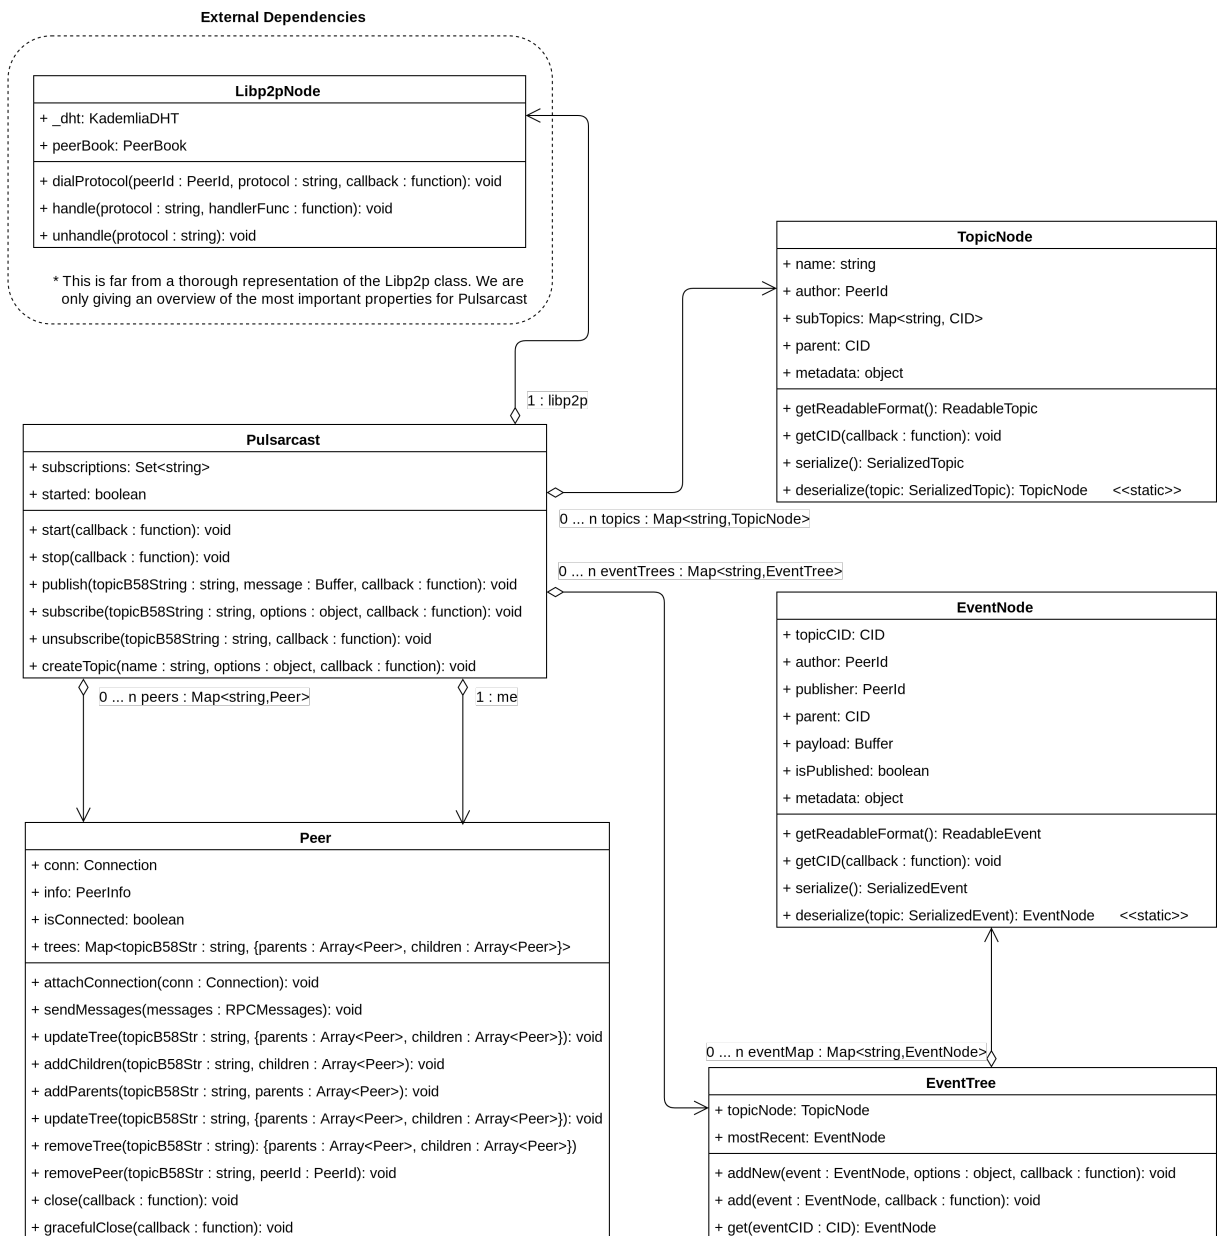 External Dependencies
Libp2pNode
+ _dht: KademliaDHT
+ peerBook: PeerBook
+ dialProtocol(peerId : PeerId, protocol : string, callback : function): void
+ handle(protocol : string, handlerFunc : function): void
+ unhandle(protocol : string): void
* This is far from a thorough representation of the Libp2p class. We are
only giving an overview of the most important properties for Pulsarcast
1 : libp2p
Pulsarcast
+ subscriptions: Set<string>
+ started: boolean
+ start(callback : function): void
+ stop(callback : function): void
+ publish(topicB58String : string, message : Buffer, callback : function): void
+ subscribe(topicB58String : string, options : object, callback : function): void
+ unsubscribe(topicB58String : string, callback : function): void
+ createTopic(name : string, options : object, callback : function): void
0 ... n topics : Map<string,TopicNode>
0 ... n eventTrees : Map<string,EventTree>
0 ... n peers : Map<string,Peer>
1 : me
TopicNode
+ name: string
+ author: PeerId
+ subTopics: Map<string, CID>
+ parent: CID
+ metadata: object
+ getReadableFormat(): ReadableTopic
+ getCID(callback : function): void
+ serialize(): SerializedTopic
+ deserialize(topic: SerializedTopic): TopicNode <<static>>
EventNode
+ topicCID: CID
+ author: PeerId
+ publisher: PeerId
+ parent: CID
+ payload: Buffer
+ isPublished: boolean
+ metadata: object
+ getReadableFormat(): ReadableEvent
+ getCID(callback : function): void
+ serialize(): SerializedEvent
+ deserialize(topic: SerializedEvent): EventNode <<static>>
Peer
+ conn: Connection
+ info: PeerInfo
+ isConnected: boolean
+ trees: Map<topicB58Str : string, {parents : Array<Peer>, children : Array<Peer>}>
+ attachConnection(conn : Connection): void
+ sendMessages(messages : RPCMessages): void
+ updateTree(topicB58Str : string, {parents : Array<Peer>, children : Array<Peer>}): void
+ addChildren(topicB58Str : string, children : Array<Peer>): void
+ addParents(topicB58Str : string, parents : Array<Peer>): void
+ updateTree(topicB58Str : string, {parents : Array<Peer>, children : Array<Peer>}): void
+ removeTree(topicB58Str : string): {parents : Array<Peer>, children : Array<Peer>})
+ removePeer(topicB58Str : string, peerId : PeerId): void
+ close(callback : function): void
+ gracefulClose(callback : function): void
0 ... n eventMap : Map<string,EventNode>
EventTree
+ topicNode: TopicNode
+ mostRecent: EventNode
+ addNew(event : EventNode, options : object, callback : function): void
+ add(event : EventNode, callback : function): void
+ get(eventCID : CID): EventNode